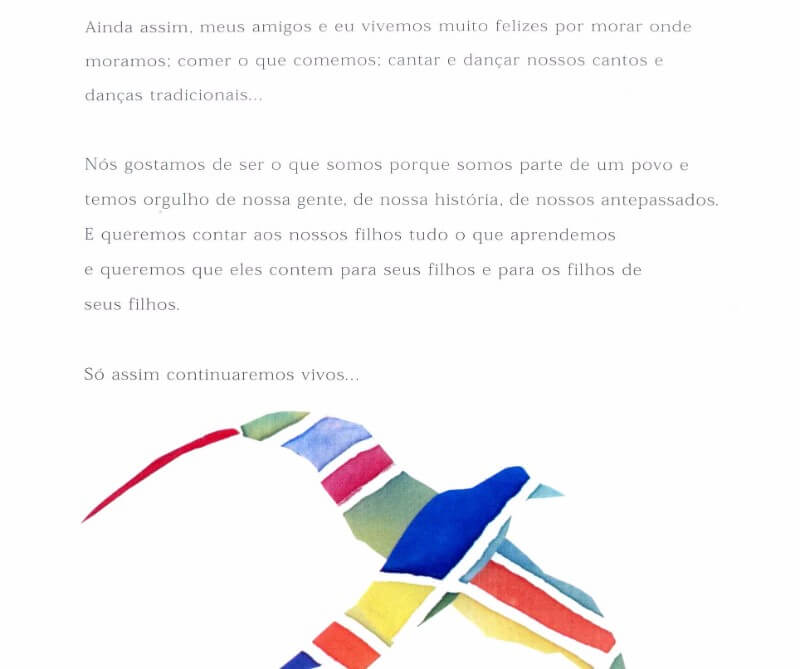 Ainda assim, meus amigos e eu vivemos muito felizes por morar onde
moramos; comer o que comemos; cantar e dançar nossos cantos e
danças tradicionais...
Nós gostamos de ser o que somos porque somos parte de um povo e
temos orgulho de nossa gente, de nossa história, de nossos antepassados.
E queremos contar aos nossos filhos tudo o que aprendemos
e queremos que eles contem para seus filhos e para os filhos de
seus filhos.
Só assim continuaremos vivos...